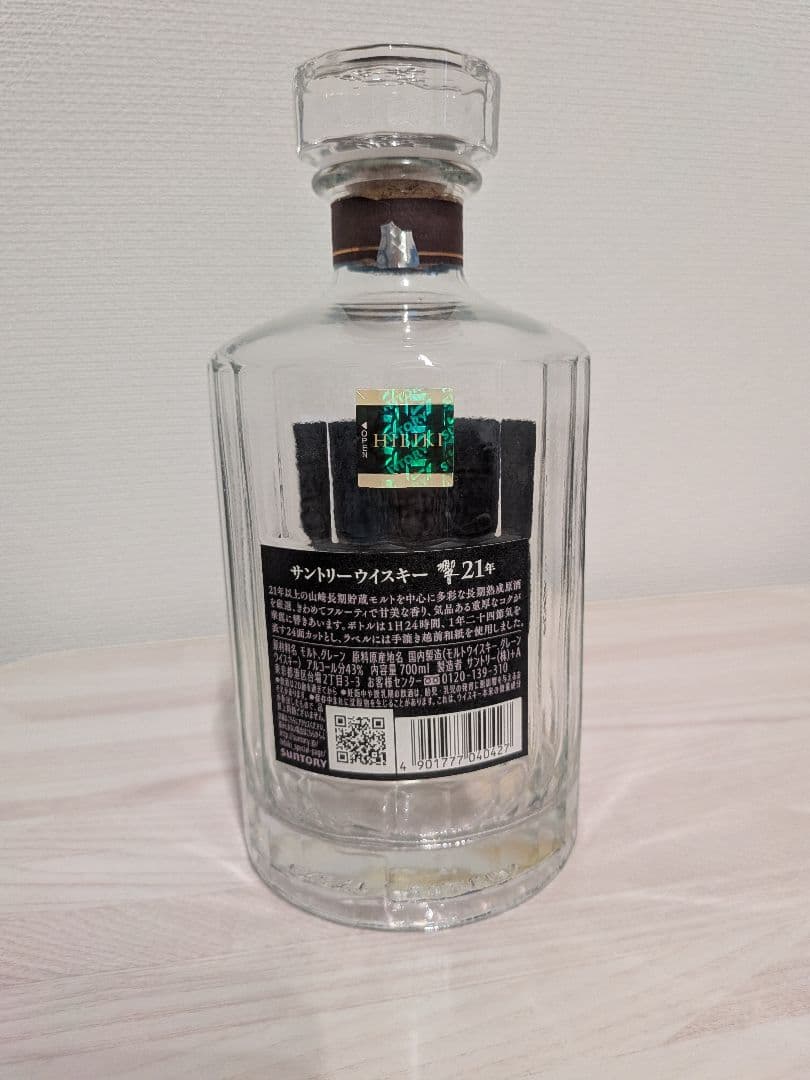 ▲OPEN
HIBIKI
サントリーウイスキー 響 21年
21年以上の山崎長期貯蔵モルトを中心に多彩な長期熟成原酒
を厳選。きわめてフルーティで甘美な香り、気品ある重厚なコクが
華麗に響きあいます。ボトルは1日24時間、1年二十四節気を
表す24面カットとし、ラベルには手漉き越前和紙を使用しました。
原材料名 モルト、グレーン 原料原産地名 国内製造(モルトウイスキー、グレーン
ウイスキー) アルコール分43% 内容量700ml 製造者 サントリー(株)+A
東京都港区台場2丁目3-3 お客様センター 0120-139-310
SUNTORY
4 901777 040427